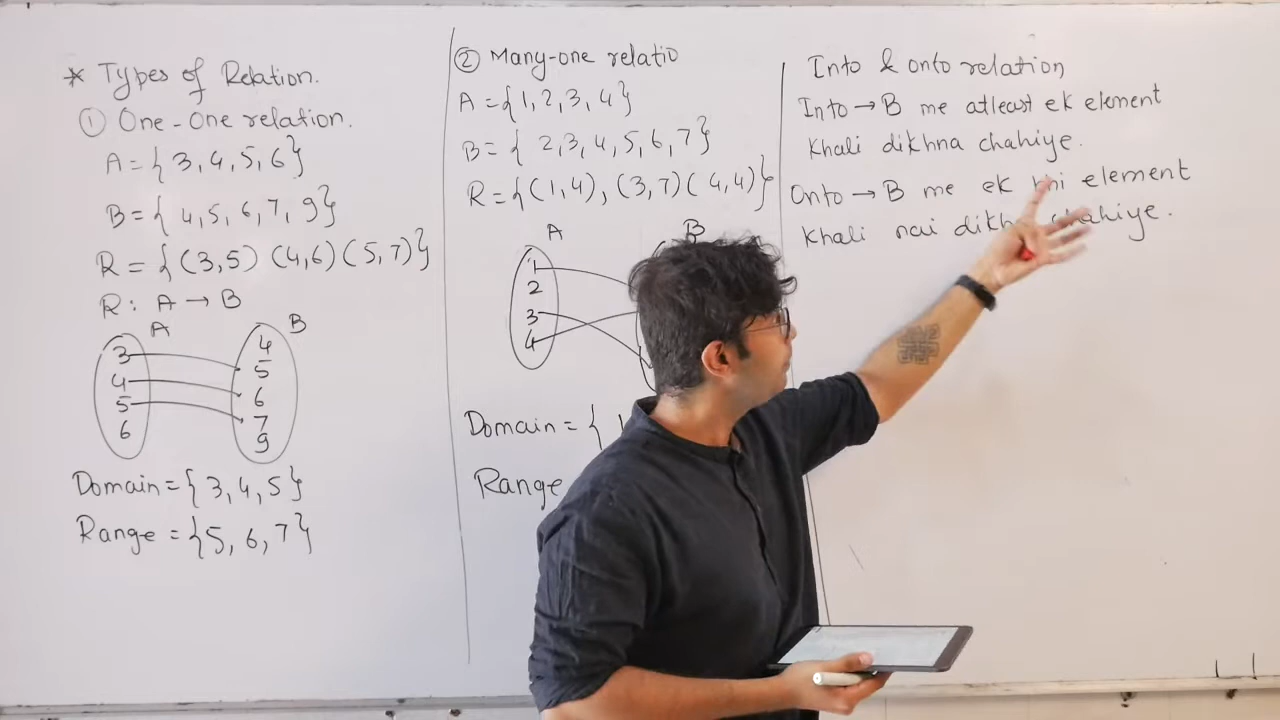 * Types of Relation.
① One-One relation.
A = { 3, 4, 5, 6 }
B = { 4, 5, 6, 7, 9 }
R = { (3,5) (4,6) (5,7) }
R : A → B
A B
3
4
5
6
4
5
6
7
9
Domain = { 3, 4, 5 }
Range = { 5, 6, 7 }
② Many-one relatio
A = { 1, 2, 3, 4 }
B = { 2, 3, 4, 5, 6, 7 }
R = { (1,4), (3,7) ( 4,4) }
A B
1
2
3
4
Domain = {
Range
Into & onto relation
Into → B me atleast ek element
khali dikhna chahiye.
Onto → B me ek element
khali nai chahiye.